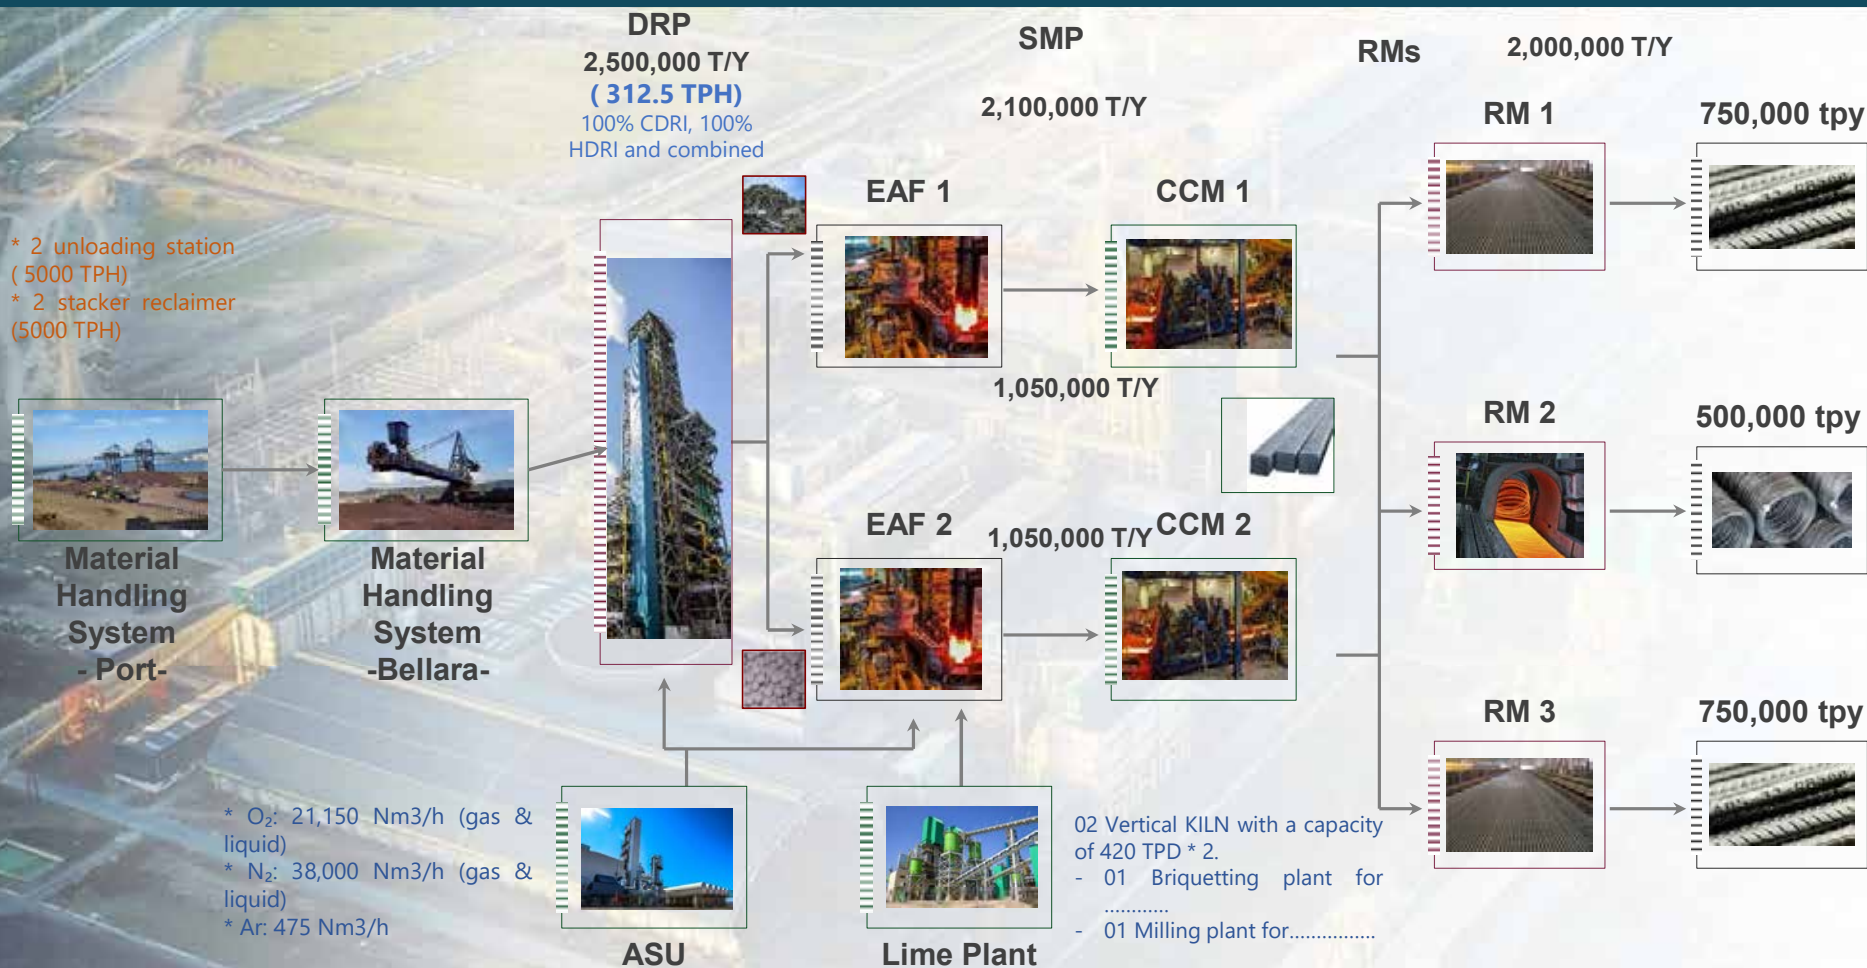 DRP
2,500,000 T/Y
( 312.5 TPH)
100% CDRI, 100%
HDRI and combined
SMP
2,100,000 T/Y
RMs
2,000,000 T/Y
* 2 unloading station
( 5000 TPH)
* 2 stacker reclaimer
(5000 TPH)
Material
Handling
System
- Port-
Material
Handling
System
-Bellara-
EAF 1
CCM 1
1,050,000 T/Y
EAF 2
1,050,000 T/Y
CCM 2
RM 1
750,000 tpy
RM 2
500,000 tpy
RM 3
750,000 tpy
* O₂: 21,150 Nm3/h (gas &
liquid)
* N₂: 38,000 Nm3/h (gas &
liquid)
* Ar: 475 Nm3/h
ASU
Lime Plant
02 Vertical KILN with a capacity
of 420 TPD * 2.
- 01 Briquetting plant for
............
- 01 Milling plant for................